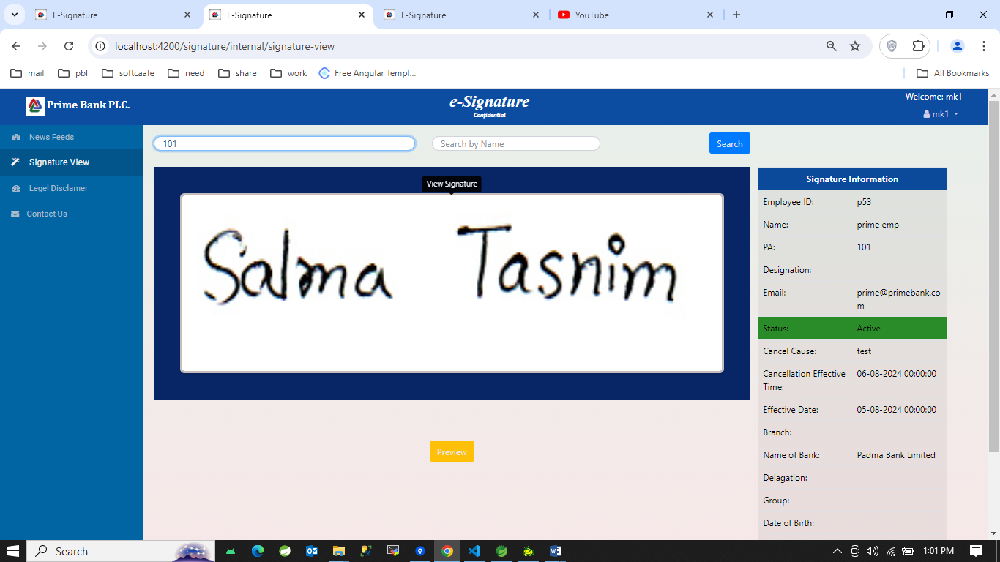 E-Signature
E-Signature
E-Signature
YouTube
localhost:4200/signature/internal/signature-view
mail
pbl
softcaafe
need
share
work
Free Angular Templ...
All Bookmarks
Prime Bank PLC.
e-Signature
Confidential
Welcome: mk1
mk1
News Feeds
Signature View
Legel Disclamer
Contact Us
101
Search by Name
Search
View Signature
Salma Tasnim
Preview
Signature Information
Employee ID: p53
Name: prime emp
PA: 101
Designation:
Email: prime@primebank.co
m
Status: Active
Cancel Cause: test
Cancellation Effective 06-08-2024 00:00:00
Time:
Effective Date: 05-08-2024 00:00:00
Branch:
Name of Bank: Padma Bank Limited
Delagation:
Group:
Date of Birth:
Search
1:01 PM